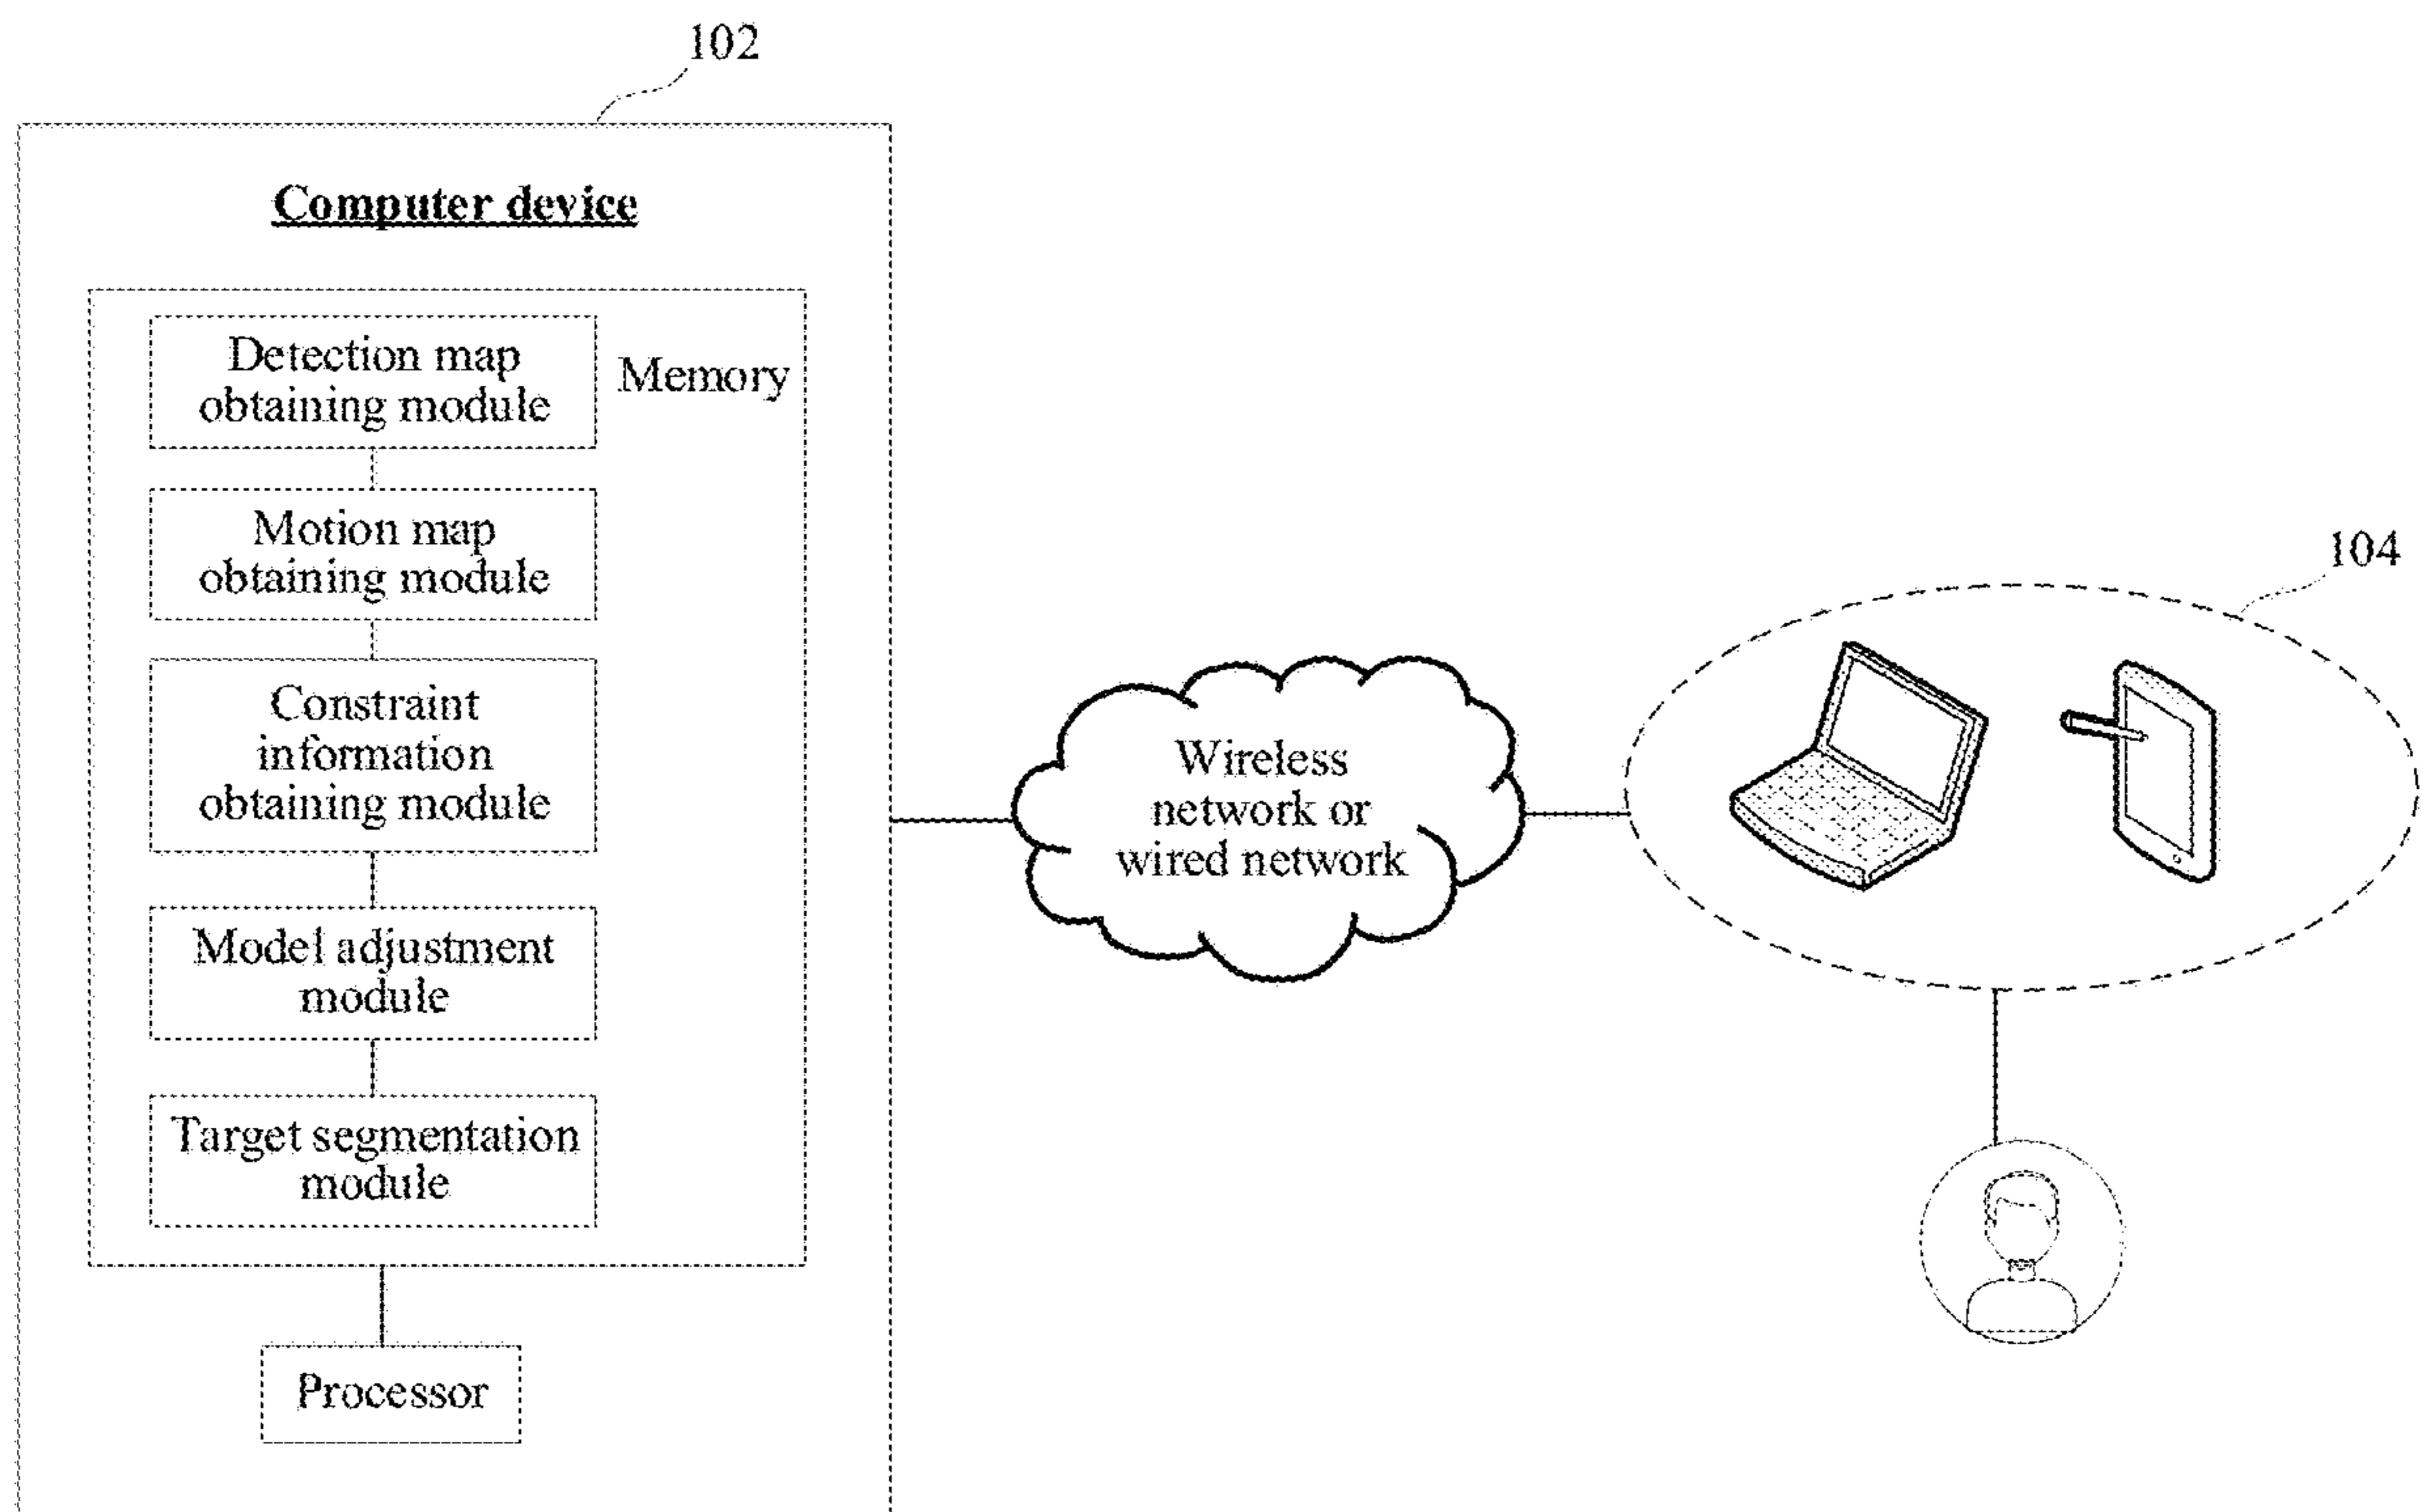 102
Computer device
Detection map
obtaining module
Memory
Motion map
obtaining module
Constraint
information
obtaining module
Model adjustment
module
Target segmentation
module
Processor
Wireless
network or
wired network
104